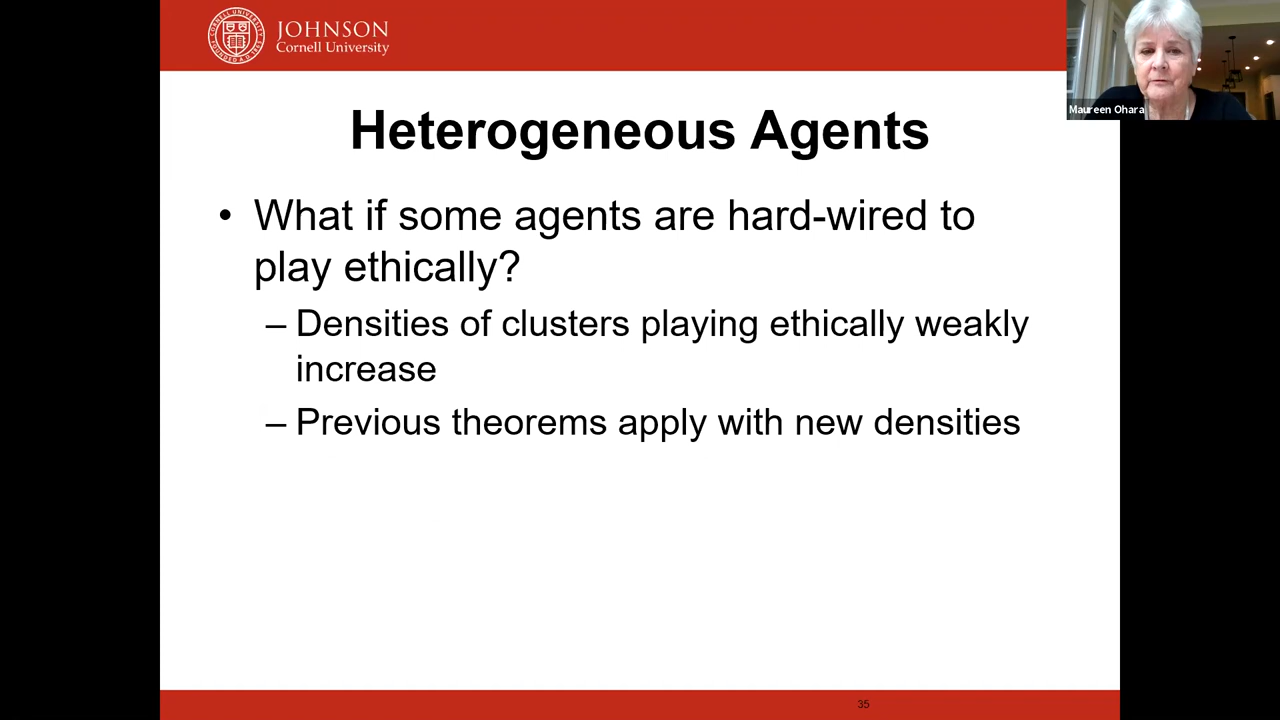 JOHNSON
Cornell University
Maureen Ohara
Heterogeneous Agents
• What if some agents are hard-wired to
play ethically?
– Densities of clusters playing ethically weakly
increase
– Previous theorems apply with new densities
35